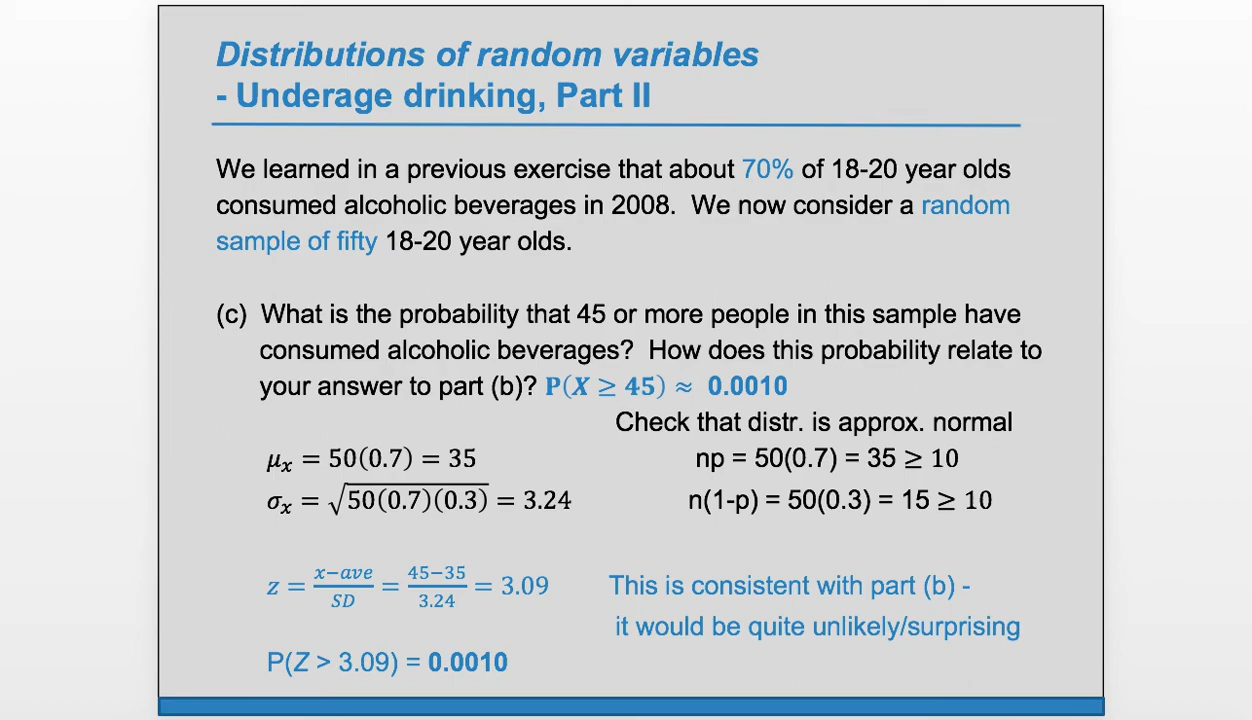 Distributions of random variables
- Underage drinking, Part II
We learned in a previous exercise that about 70% of 18-20 year olds
consumed alcoholic beverages in 2008. We now consider a random
sample of fifty 18-20 year olds.
(c) What is the probability that 45 or more people in this sample have
consumed alcoholic beverages? How does this probability relate to
your answer to part (b)? P(X ≥ 45) ≈ 0.0010
Check that distr. is approx. normal
μₓ = 50(0.7) = 35
np = 50(0.7) = 35 ≥ 10
σₓ = √50(0.7)(0.3) = 3.24
n(1-p) = 50(0.3) = 15 ≥ 10
z = x−ave/SD = 45−35/3.24 = 3.09
This is consistent with part (b) -
it would be quite unlikely/surprising
P(Z > 3.09) = 0.0010